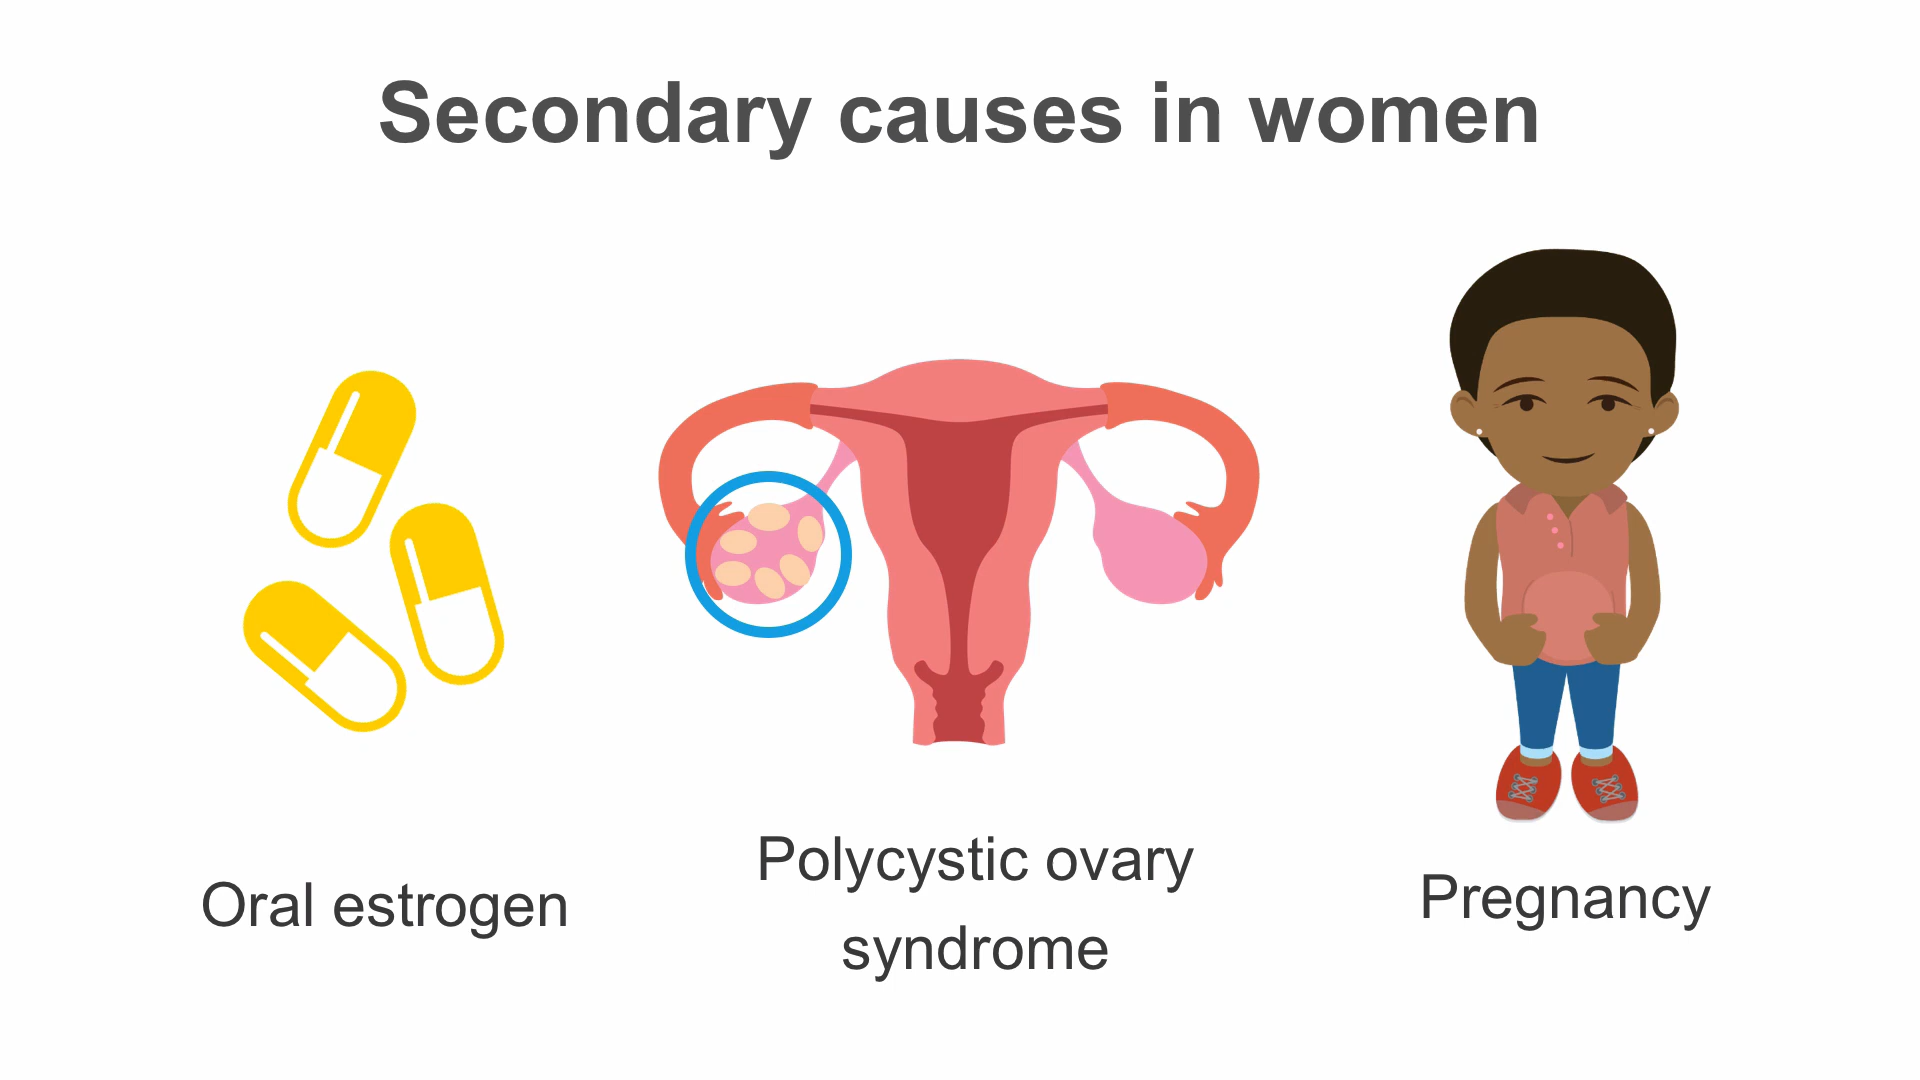 Secondary causes in women
Oral estrogen
Polycystic ovary
syndrome
Pregnancy